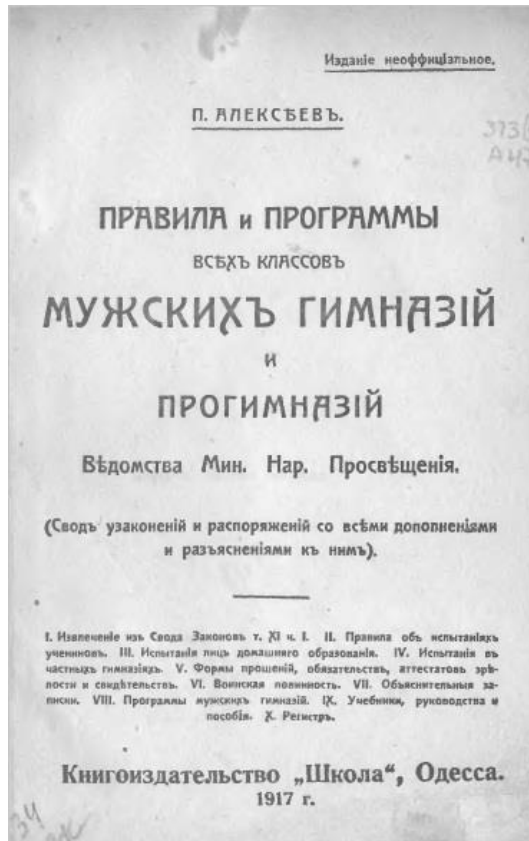 Изданіе неоффиціальное.
П. АЛЕКСѢЕВЪ.
373
А47
ПРАВИЛА и ПРОГРАММЫ
ВСѢХЪ КЛАССОВЪ
МУЖСКИХЪ ГИМНАЗІЙ
И
ПРОГИМНАЗІЙ
Вѣдомства Мин. Нар. Просвѣщенія.
(Сводъ узаконеній и распоряженій со всѣми дополненіями
и разъясненіями къ нимъ).
I. Извлеченіе изъ Свода Законовъ т. XI ч. I. II. Правила объ испытаніяхъ
учениковъ. III. Испытанія лицъ домашняго образованія. IV. Испытанія въ
частныхъ гимназіяхъ. V. Формы прошеній, обязательствъ, аттестатовъ зрѣ-
лости и свидѣтельствъ. VI. Воинская повинность. VII. Объяснительныя за-
писки. VIII. Программы мужскихъ гимназій. IX. Учебники, руководства и
пособія. X. Регистръ.
Книгоиздательство „Школа“, Одесса.
1917 г.
34